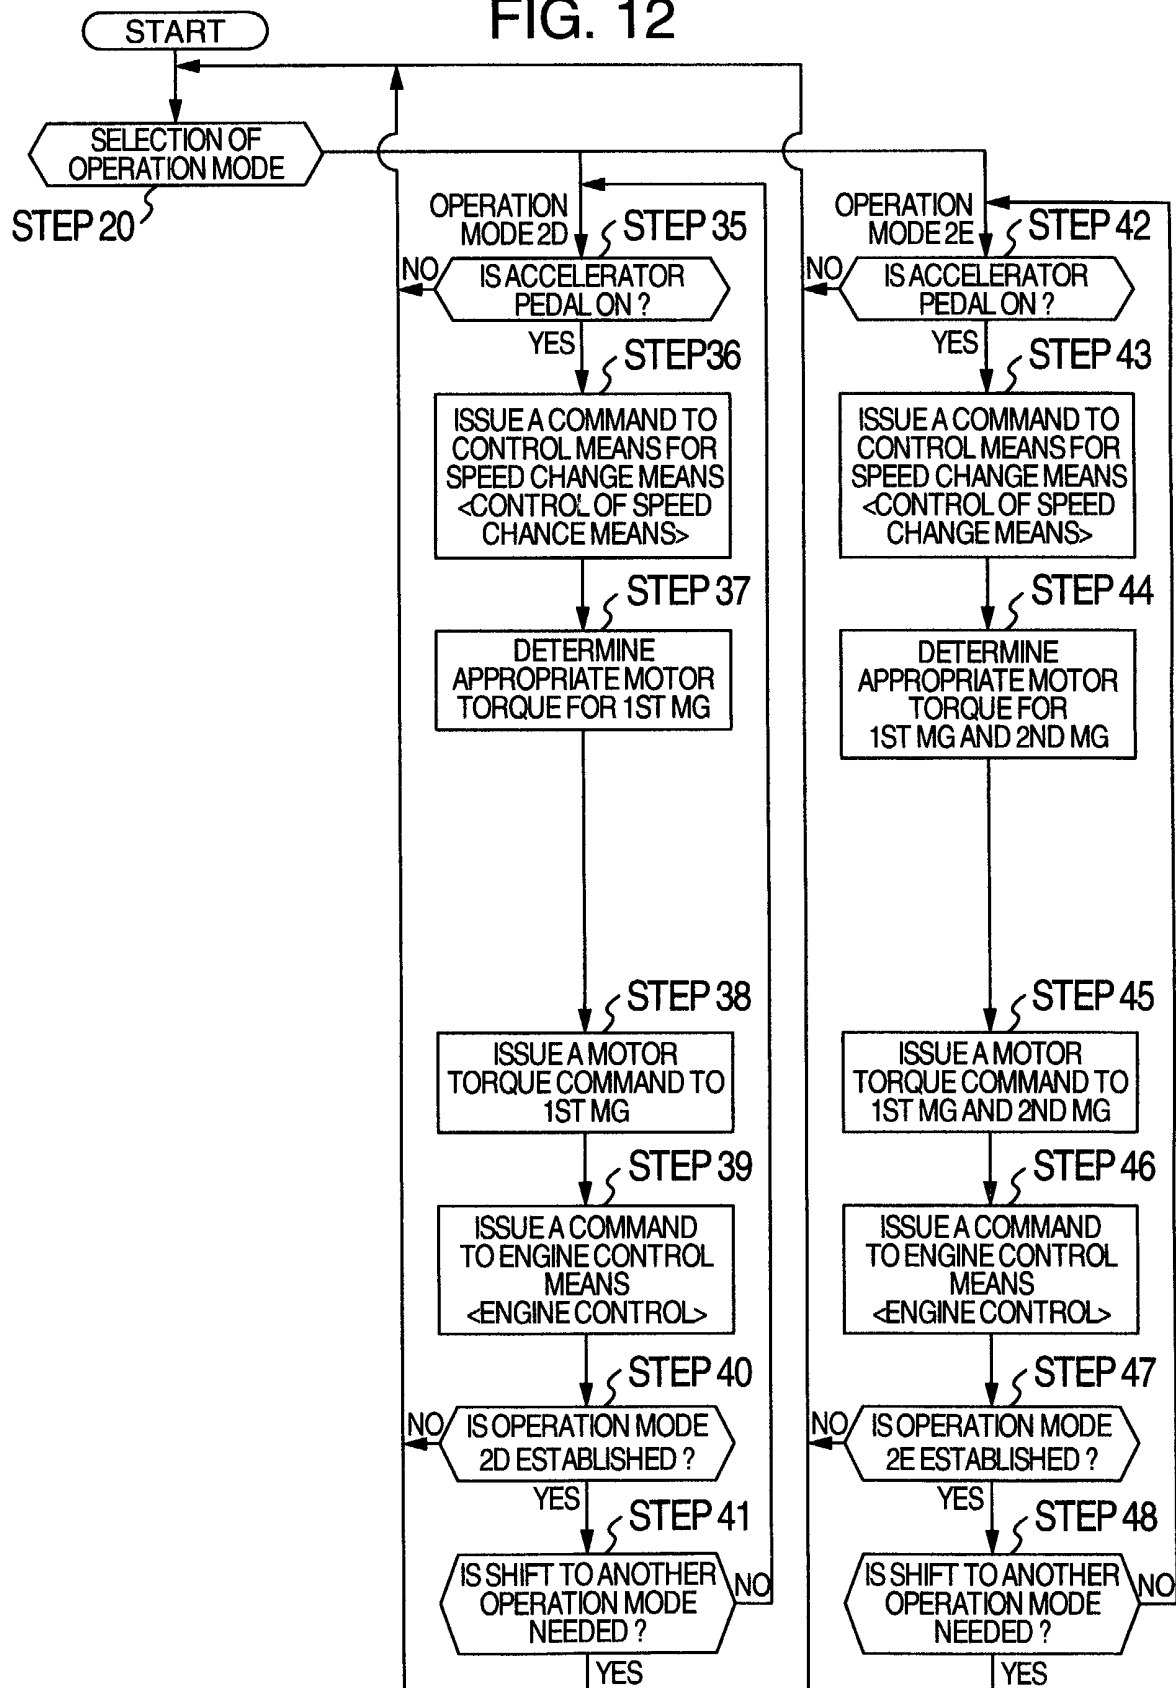 FIG. 12
START
SELECTION OF
OPERATION MODE
STEP 20
OPERATION
MODE 2D
STEP 35
NO
IS ACCELERATOR
PEDAL ON ?
YES
STEP36
ISSUE A COMMAND TO
CONTROL MEANS FOR
SPEED CHANGE MEANS
<CONTROL OF SPEED
CHANCE MEANS>
STEP 37
DETERMINE
APPROPRIATE MOTOR
TORQUE FOR 1ST MG
STEP 38
ISSUE A MOTOR
TORQUE COMMAND TO
1ST MG
STEP 39
ISSUE A COMMAND
TO ENGINE CONTROL
MEANS
<ENGINE CONTROL>
STEP 40
NO
IS OPERATION MODE
2D ESTABLISHED ?
YES
STEP 41
IS SHIFT TO ANOTHER
OPERATION MODE
NEEDED ?
NO
YES
OPERATION
MODE 2E
STEP 42
NO
IS ACCELERATOR
PEDAL ON ?
YES
STEP 43
ISSUE A COMMAND TO
CONTROL MEANS FOR
SPEED CHANGE MEANS
<CONTROL OF SPEED
CHANGE MEANS>
STEP 44
DETERMINE
APPROPRIATE MOTOR
TORQUE FOR
1ST MG AND 2ND MG
STEP 45
ISSUE A MOTOR
TORQUE COMMAND TO
1ST MG AND 2ND MG
STEP 46
ISSUE A COMMAND
TO ENGINE CONTROL
MEANS
<ENGINE CONTROL>
STEP 47
NO
IS OPERATION MODE
2E ESTABLISHED ?
YES
STEP 48
IS SHIFT TO ANOTHER
OPERATION MODE
NEEDED ?
NO
YES